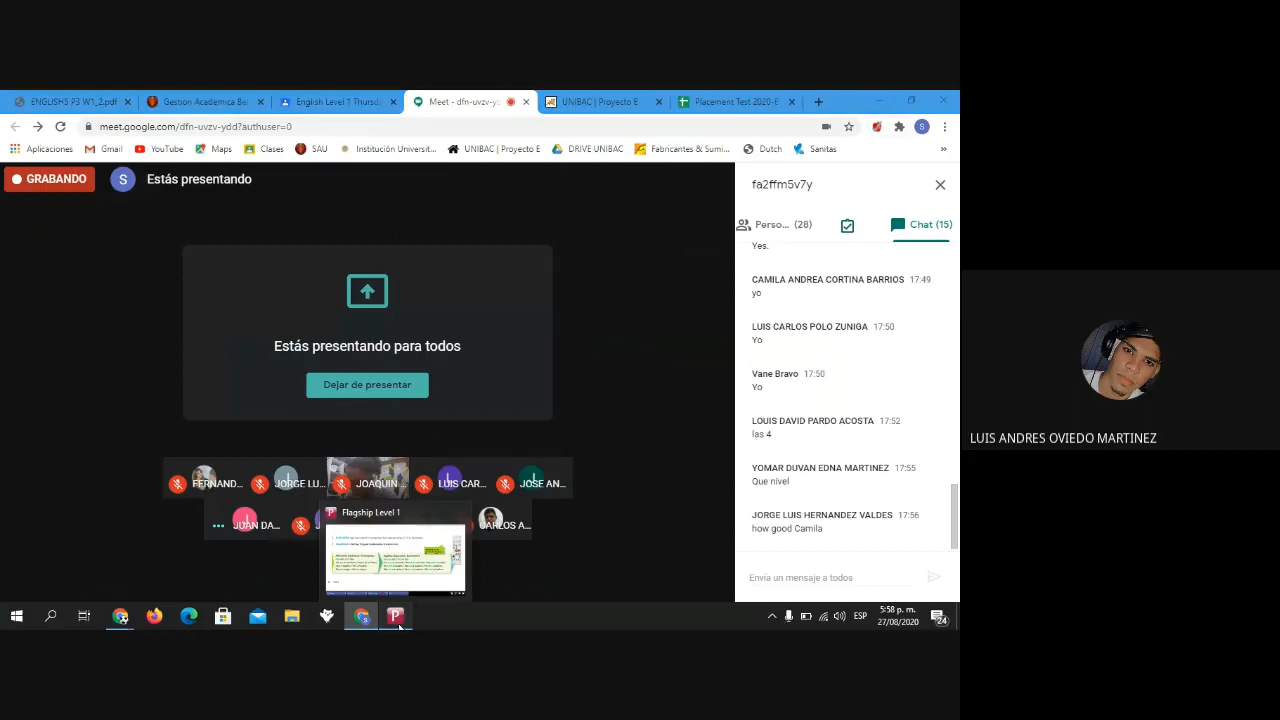 ENGLISH5 P3 W1_2.pdf
Gestion Academica Be
English Level 1 Thursd
Meet - dfn-uvzv-yd
UNIBAC | Proyecto E
Placement Test 2020-
meet.google.com/dfn-uvzv-ydd?authuser=0
Aplicaciones
Gmail
YouTube
Maps
Clases
SAU
Institución Universit...
UNIBAC | Proyecto E
DRIVE UNIBAC
Fabricantes & Sumi...
Dutch
Sanitas
»
GRABANDO
S
Estás presentando
fa2ffm5v7y
Perso... (28)
Chat (15)
Yes.
CAMILA ANDREA CORTINA BARRIOS 17:49
yo
LUIS CARLOS POLO ZUNIGA 17:50
Yo
Vane Bravo 17:50
Yo
LOUIS DAVID PARDO ACOSTA 17:52
las 4
YOMAR DUVAN EDNA MARTINEZ 17:55
Que nivel
JORGE LUIS HERNANDEZ VALDES 17:56
how good Camila
Envía un mensaje a todos
Estás presentando para todos
Dejar de presentar
FERNAND...
JORGE LU...
JOAQUIN ...
LUIS CAR...
JOSE AN...
JUAN DA...
CARLOS A...
Flagship Level 1
ESP
5:58 p. m.
27/08/2020
24
LUIS ANDRES OVIEDO MARTINEZ